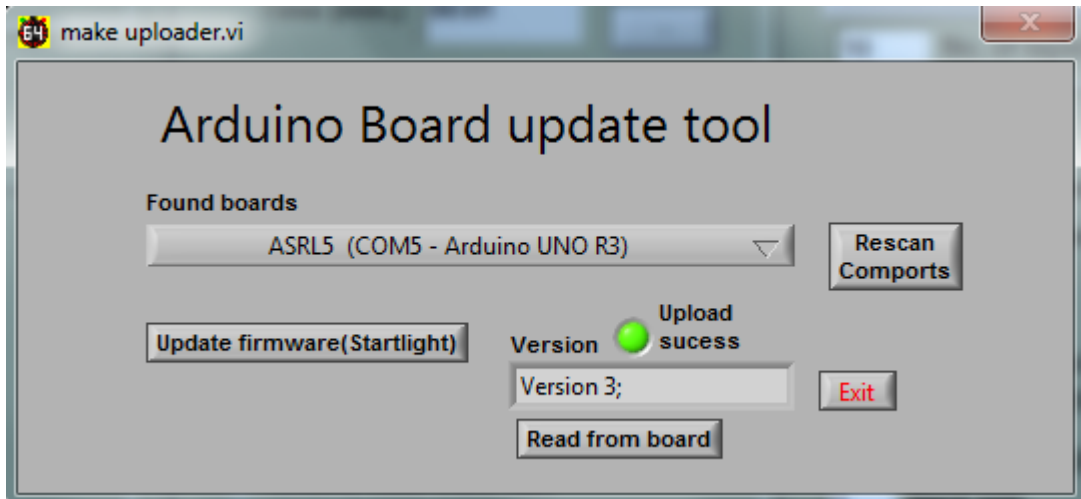 64 make uploader.vi
Arduino Board update tool
Found boards
ASRL5 (COM5 - Arduino UNO R3)
Rescan
Comports
Update firmware(Startlight)
Version
Upload
sucess
Version 3;
Exit
Read from board